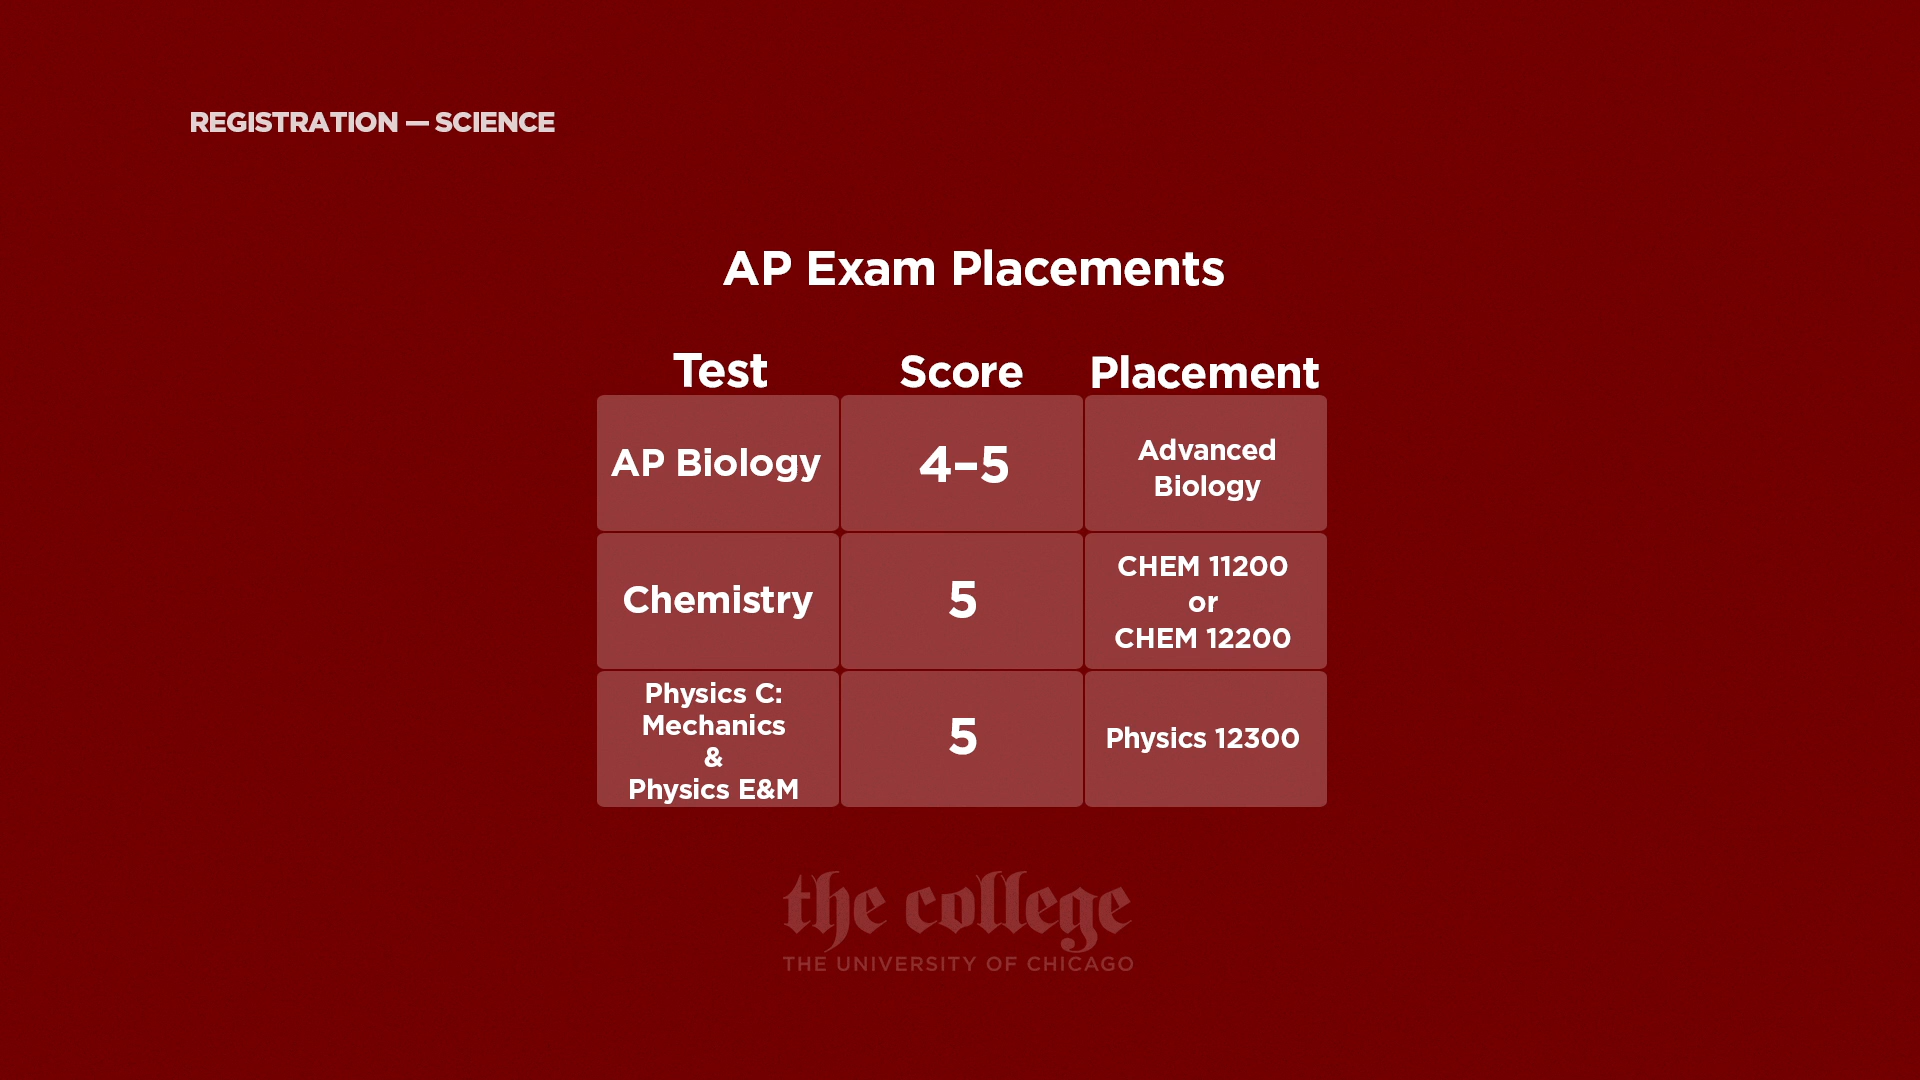 REGISTRATION — SCIENCE
AP Exam Placements
Test Score Placement
AP Biology 4–5 Advanced
Biology
Chemistry 5 CHEM 11200
or
CHEM 12200
Physics C:
Mechanics
&
Physics E&M 5 Physics 12300
the college
THE UNIVERSITY OF CHICAGO